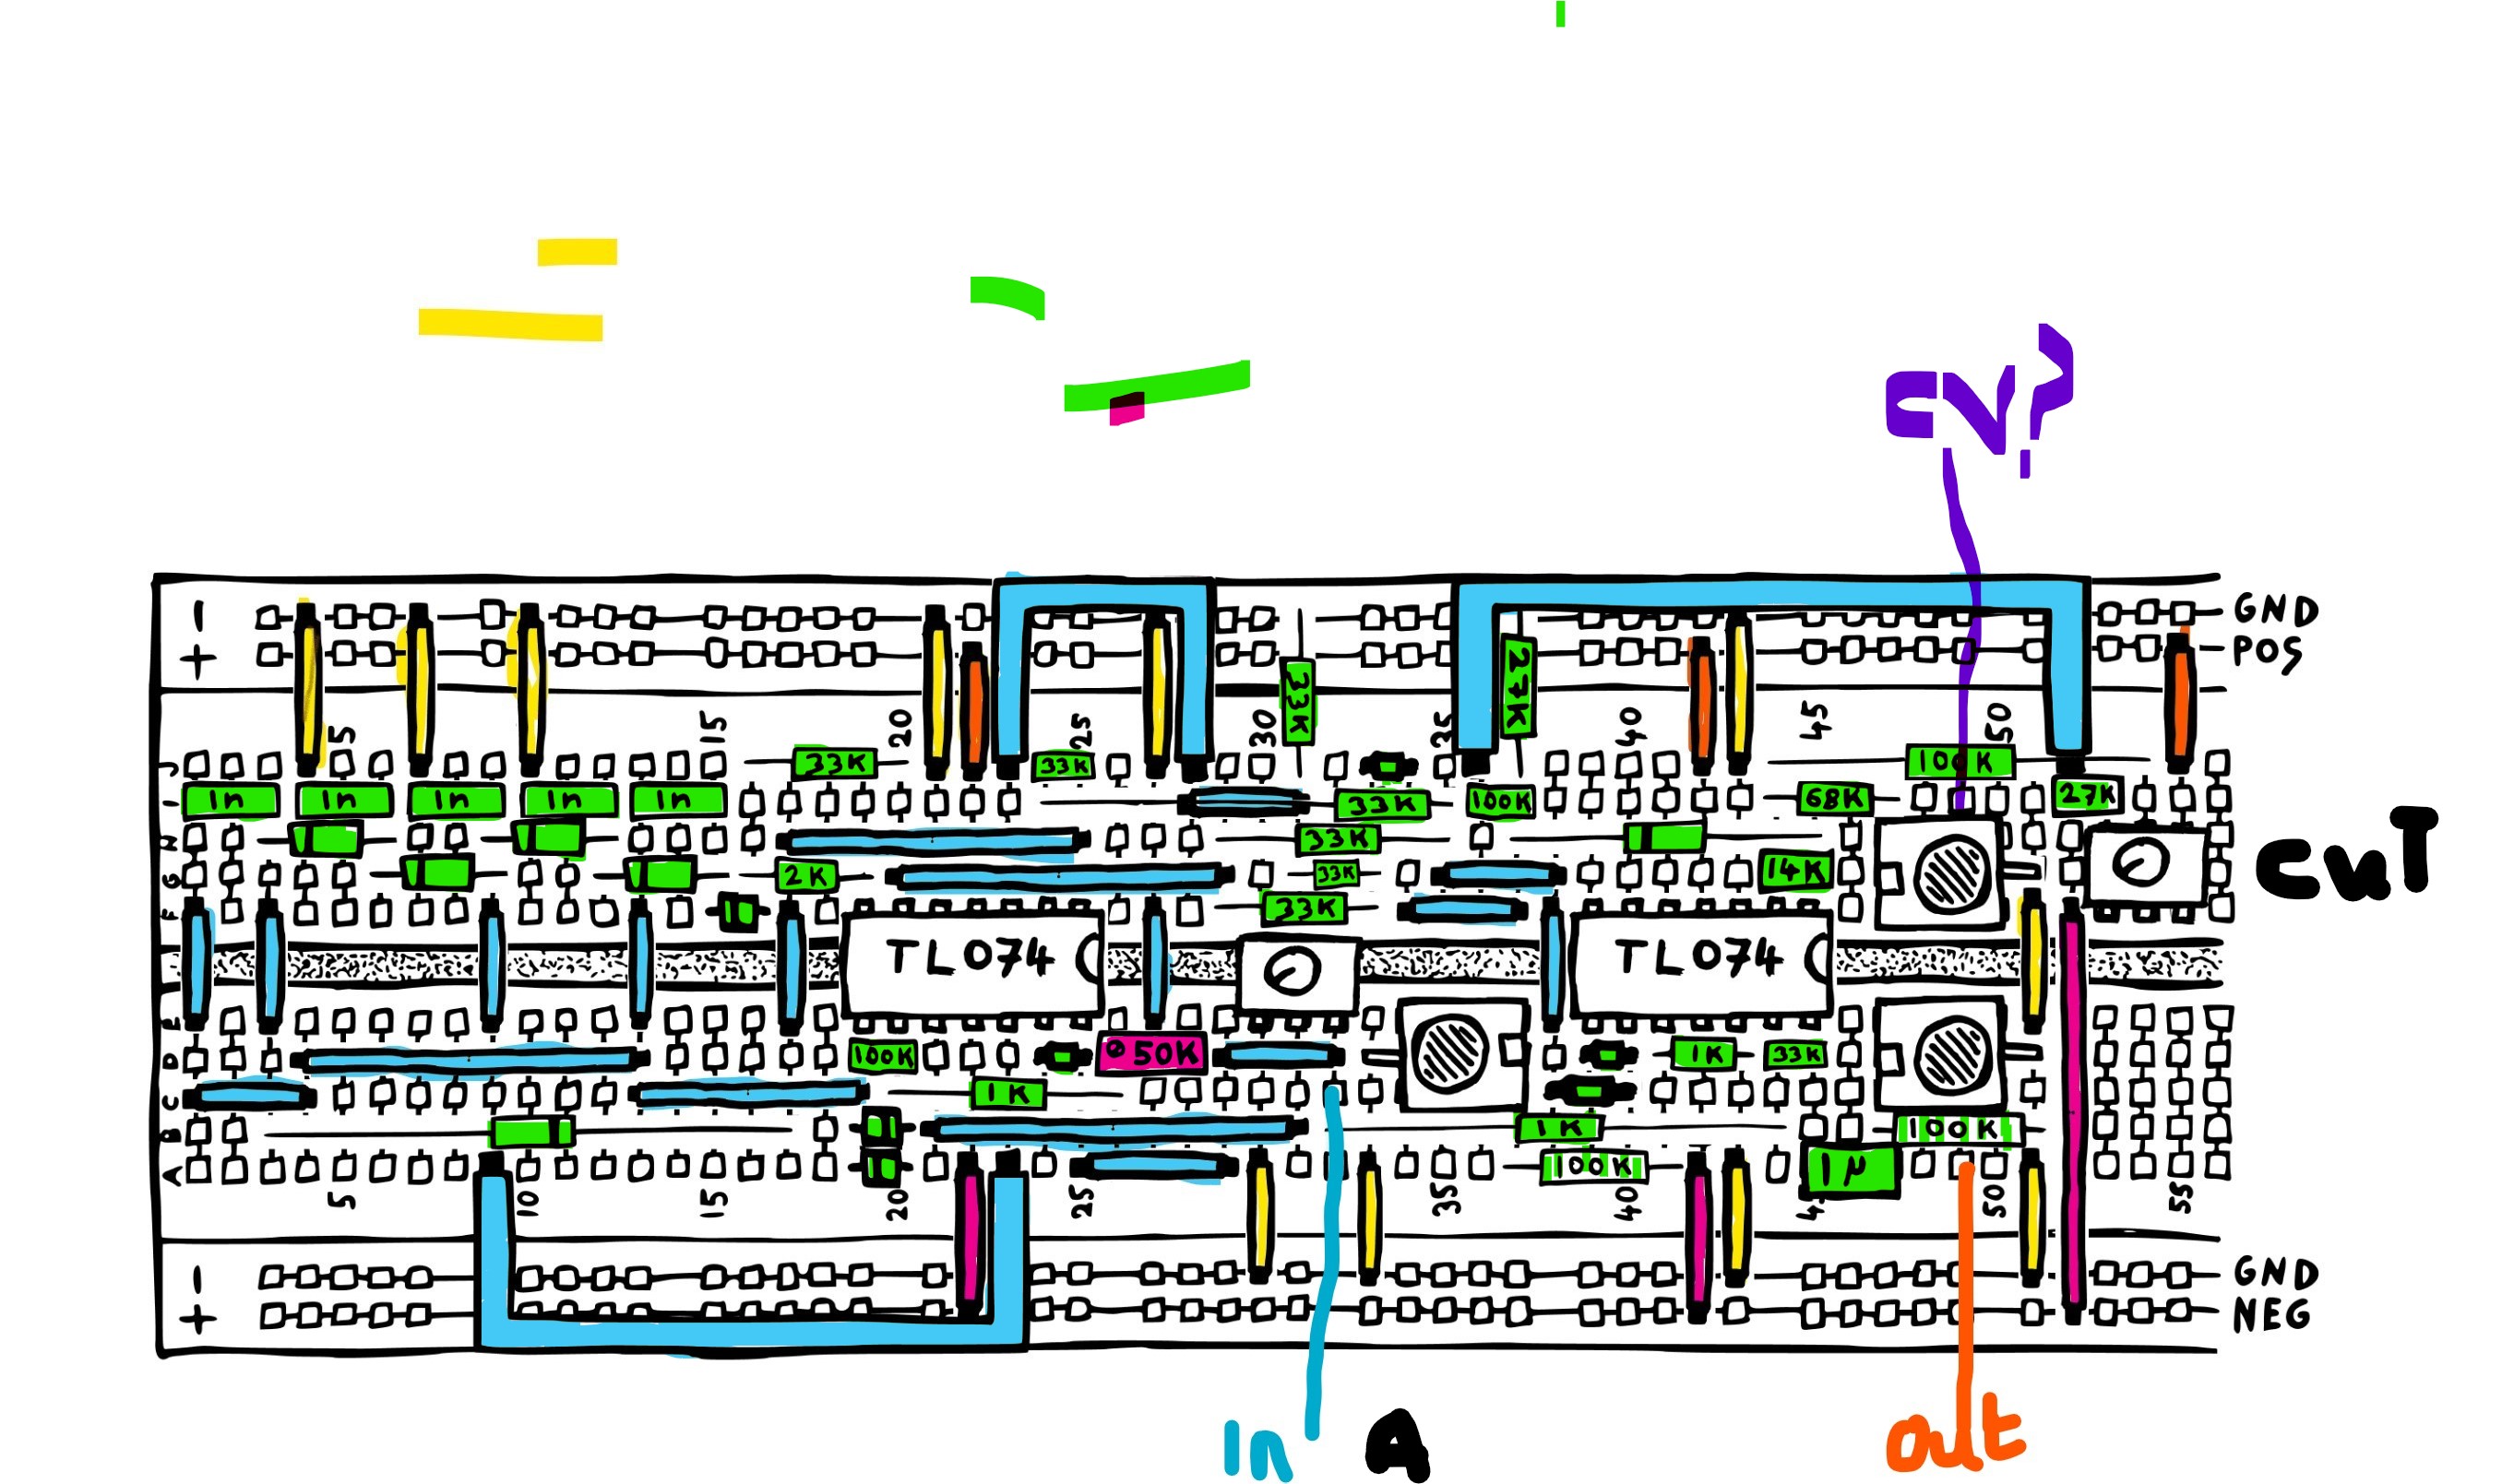 CV?
GND
POS
5 15 20 25 30 35 40 45 50
33K 27K
33K 33K 100K
1n 1n 1n 1n 1n 33K 100K 68K 27K
33K
2K 33K 14K
33K
CUT
TL074 TL074
J I H G F E D C B A
100K 50K 1K 33K
1K
1K 100K
100K 1µ
5 10 15 20 25 35 40 4 50 55
GND
NEG
In A out